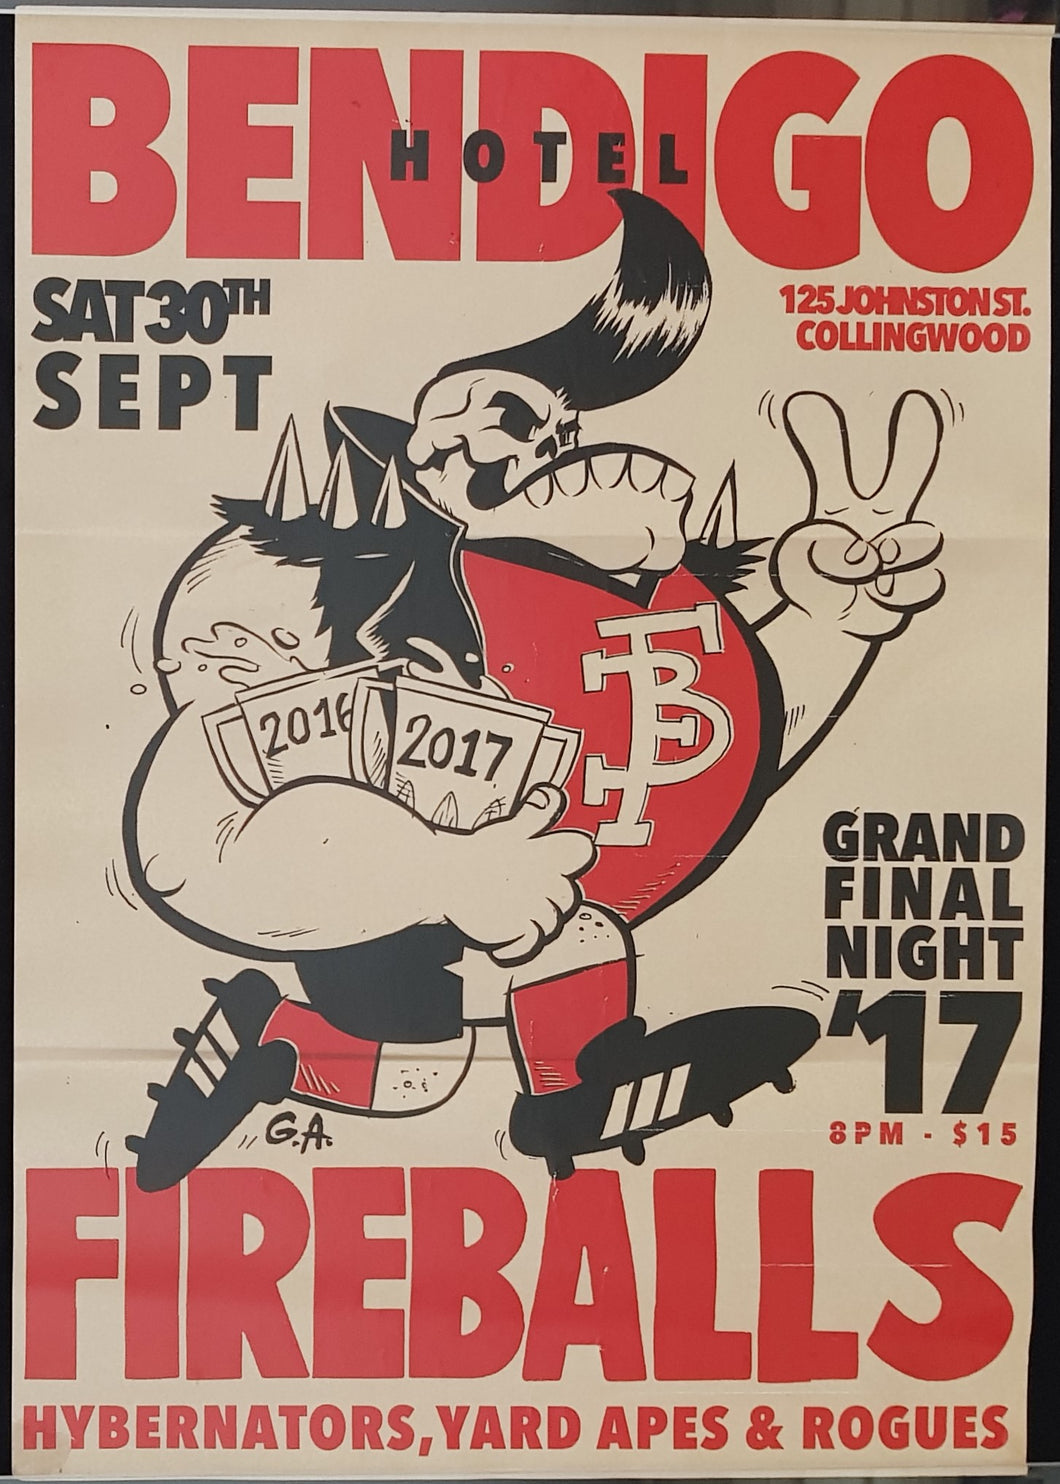 BENDIGO
HOTEL
SAT 30TH
SEPT
125 JOHNSTON ST.
COLLINGWOOD
FB
2016
2017
GRAND
FINAL
NIGHT
'17
8PM - $15
G.A.
FIREBALLS
HYBERNATORS, YARD APES & ROGUES